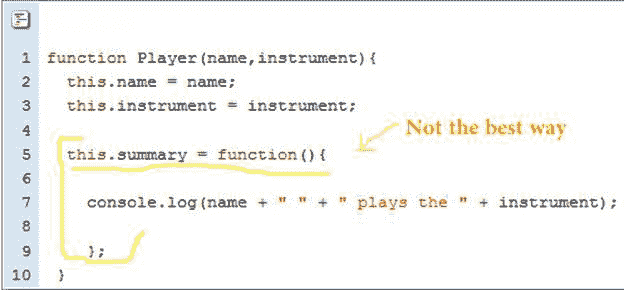 1 function Player(name,instrument){
2 this.name = name;
3 this.instrument = instrument;
4
Not the best way
5 this.summary = function(){
6
7 console.log(name + " " + " plays the " + instrument);
8
9 };
10 }